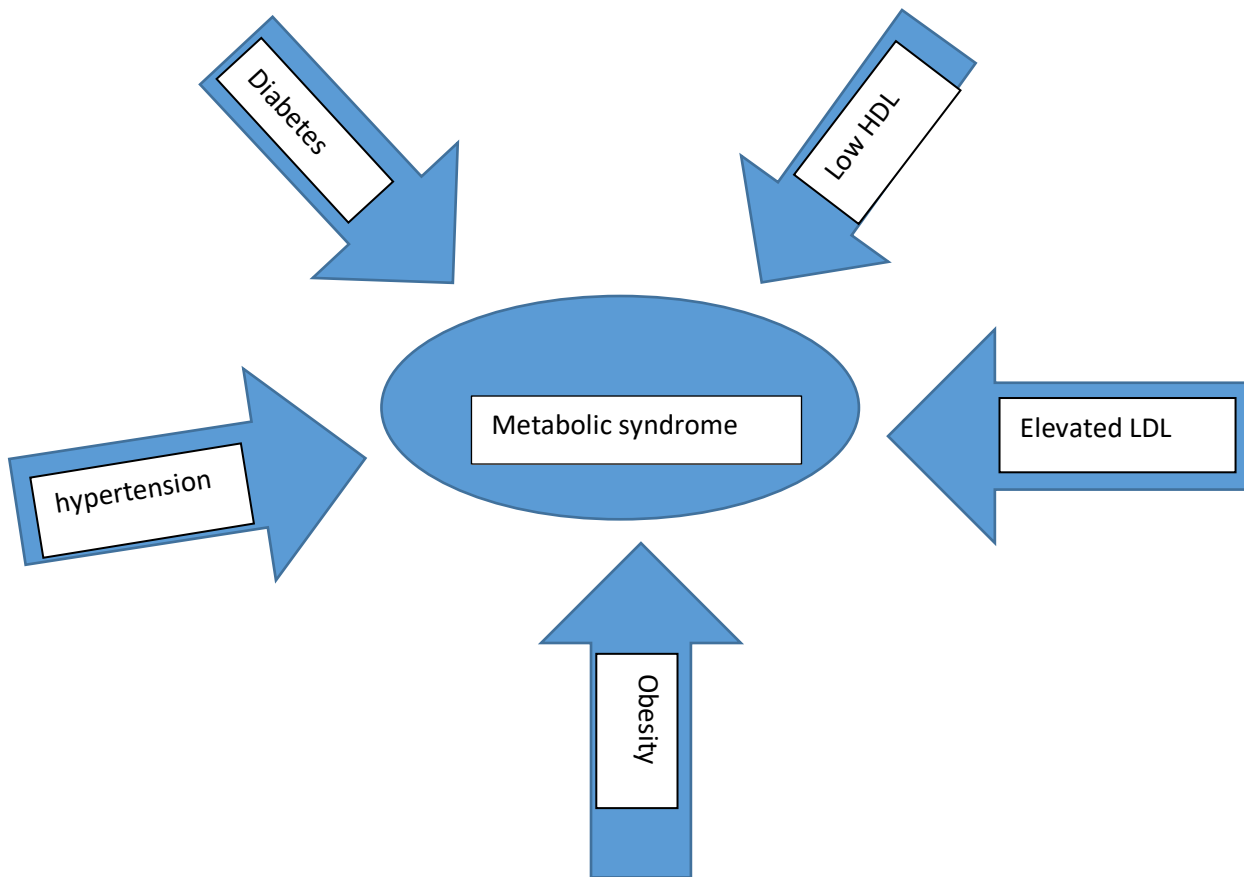 Diabetes
Low HDL
Metabolic syndrome
Elevated LDL
hypertension
Obesity